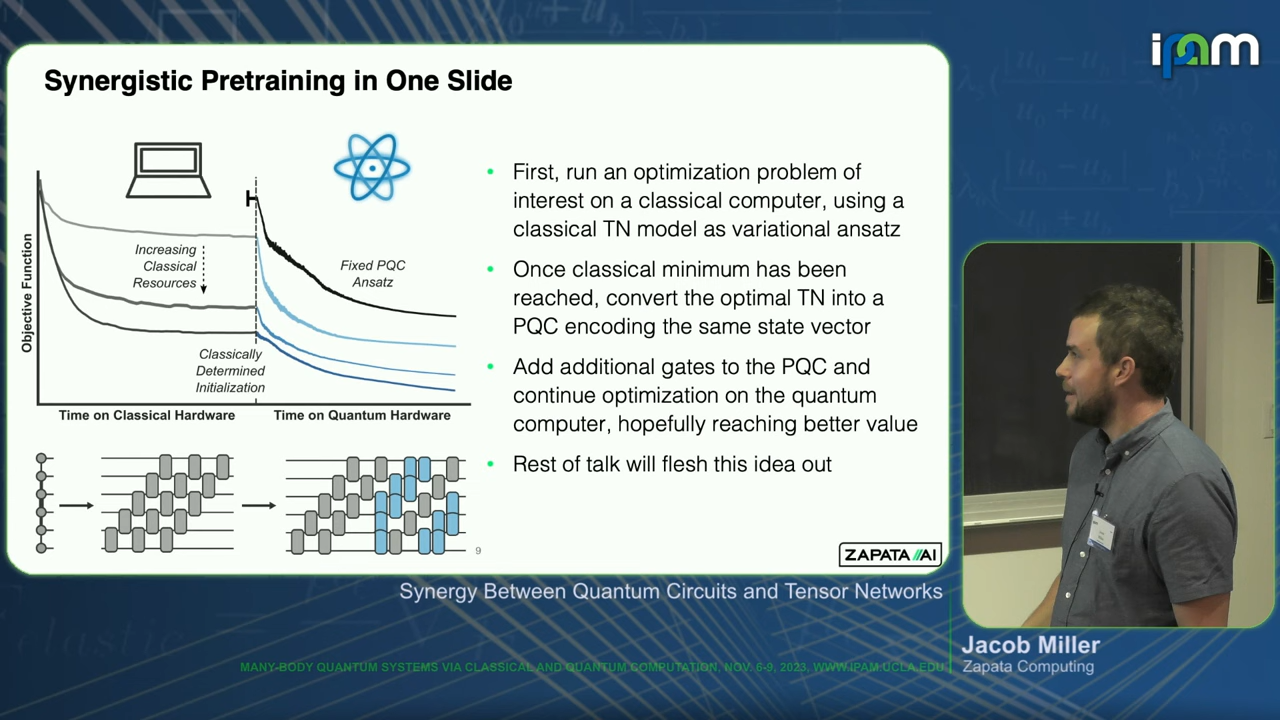 ipam
Synergistic Pretraining in One Slide
Objective Function
Increasing
Classical
Resources
Fixed PQC
Ansatz
Classically
Determined
Initialization
Time on Classical Hardware
Time on Quantum Hardware
• First, run an optimization problem of
interest on a classical computer, using a
classical TN model as variational ansatz
• Once classical minimum has been
reached, convert the optimal TN into a
PQC encoding the same state vector
• Add additional gates to the PQC and
continue optimization on the quantum
computer, hopefully reaching better value
• Rest of talk will flesh this idea out
9
ZAPATA //AI
Synergy Between Quantum Circuits and Tensor Networks
Jacob Miller
Zapata Computing
MANY-BODY QUANTUM SYSTEMS VIA CLASSICAL AND QUANTUM COMPUTATION, NOV. 6-9, 2023, WWW.IPAM.UCLA.EDU